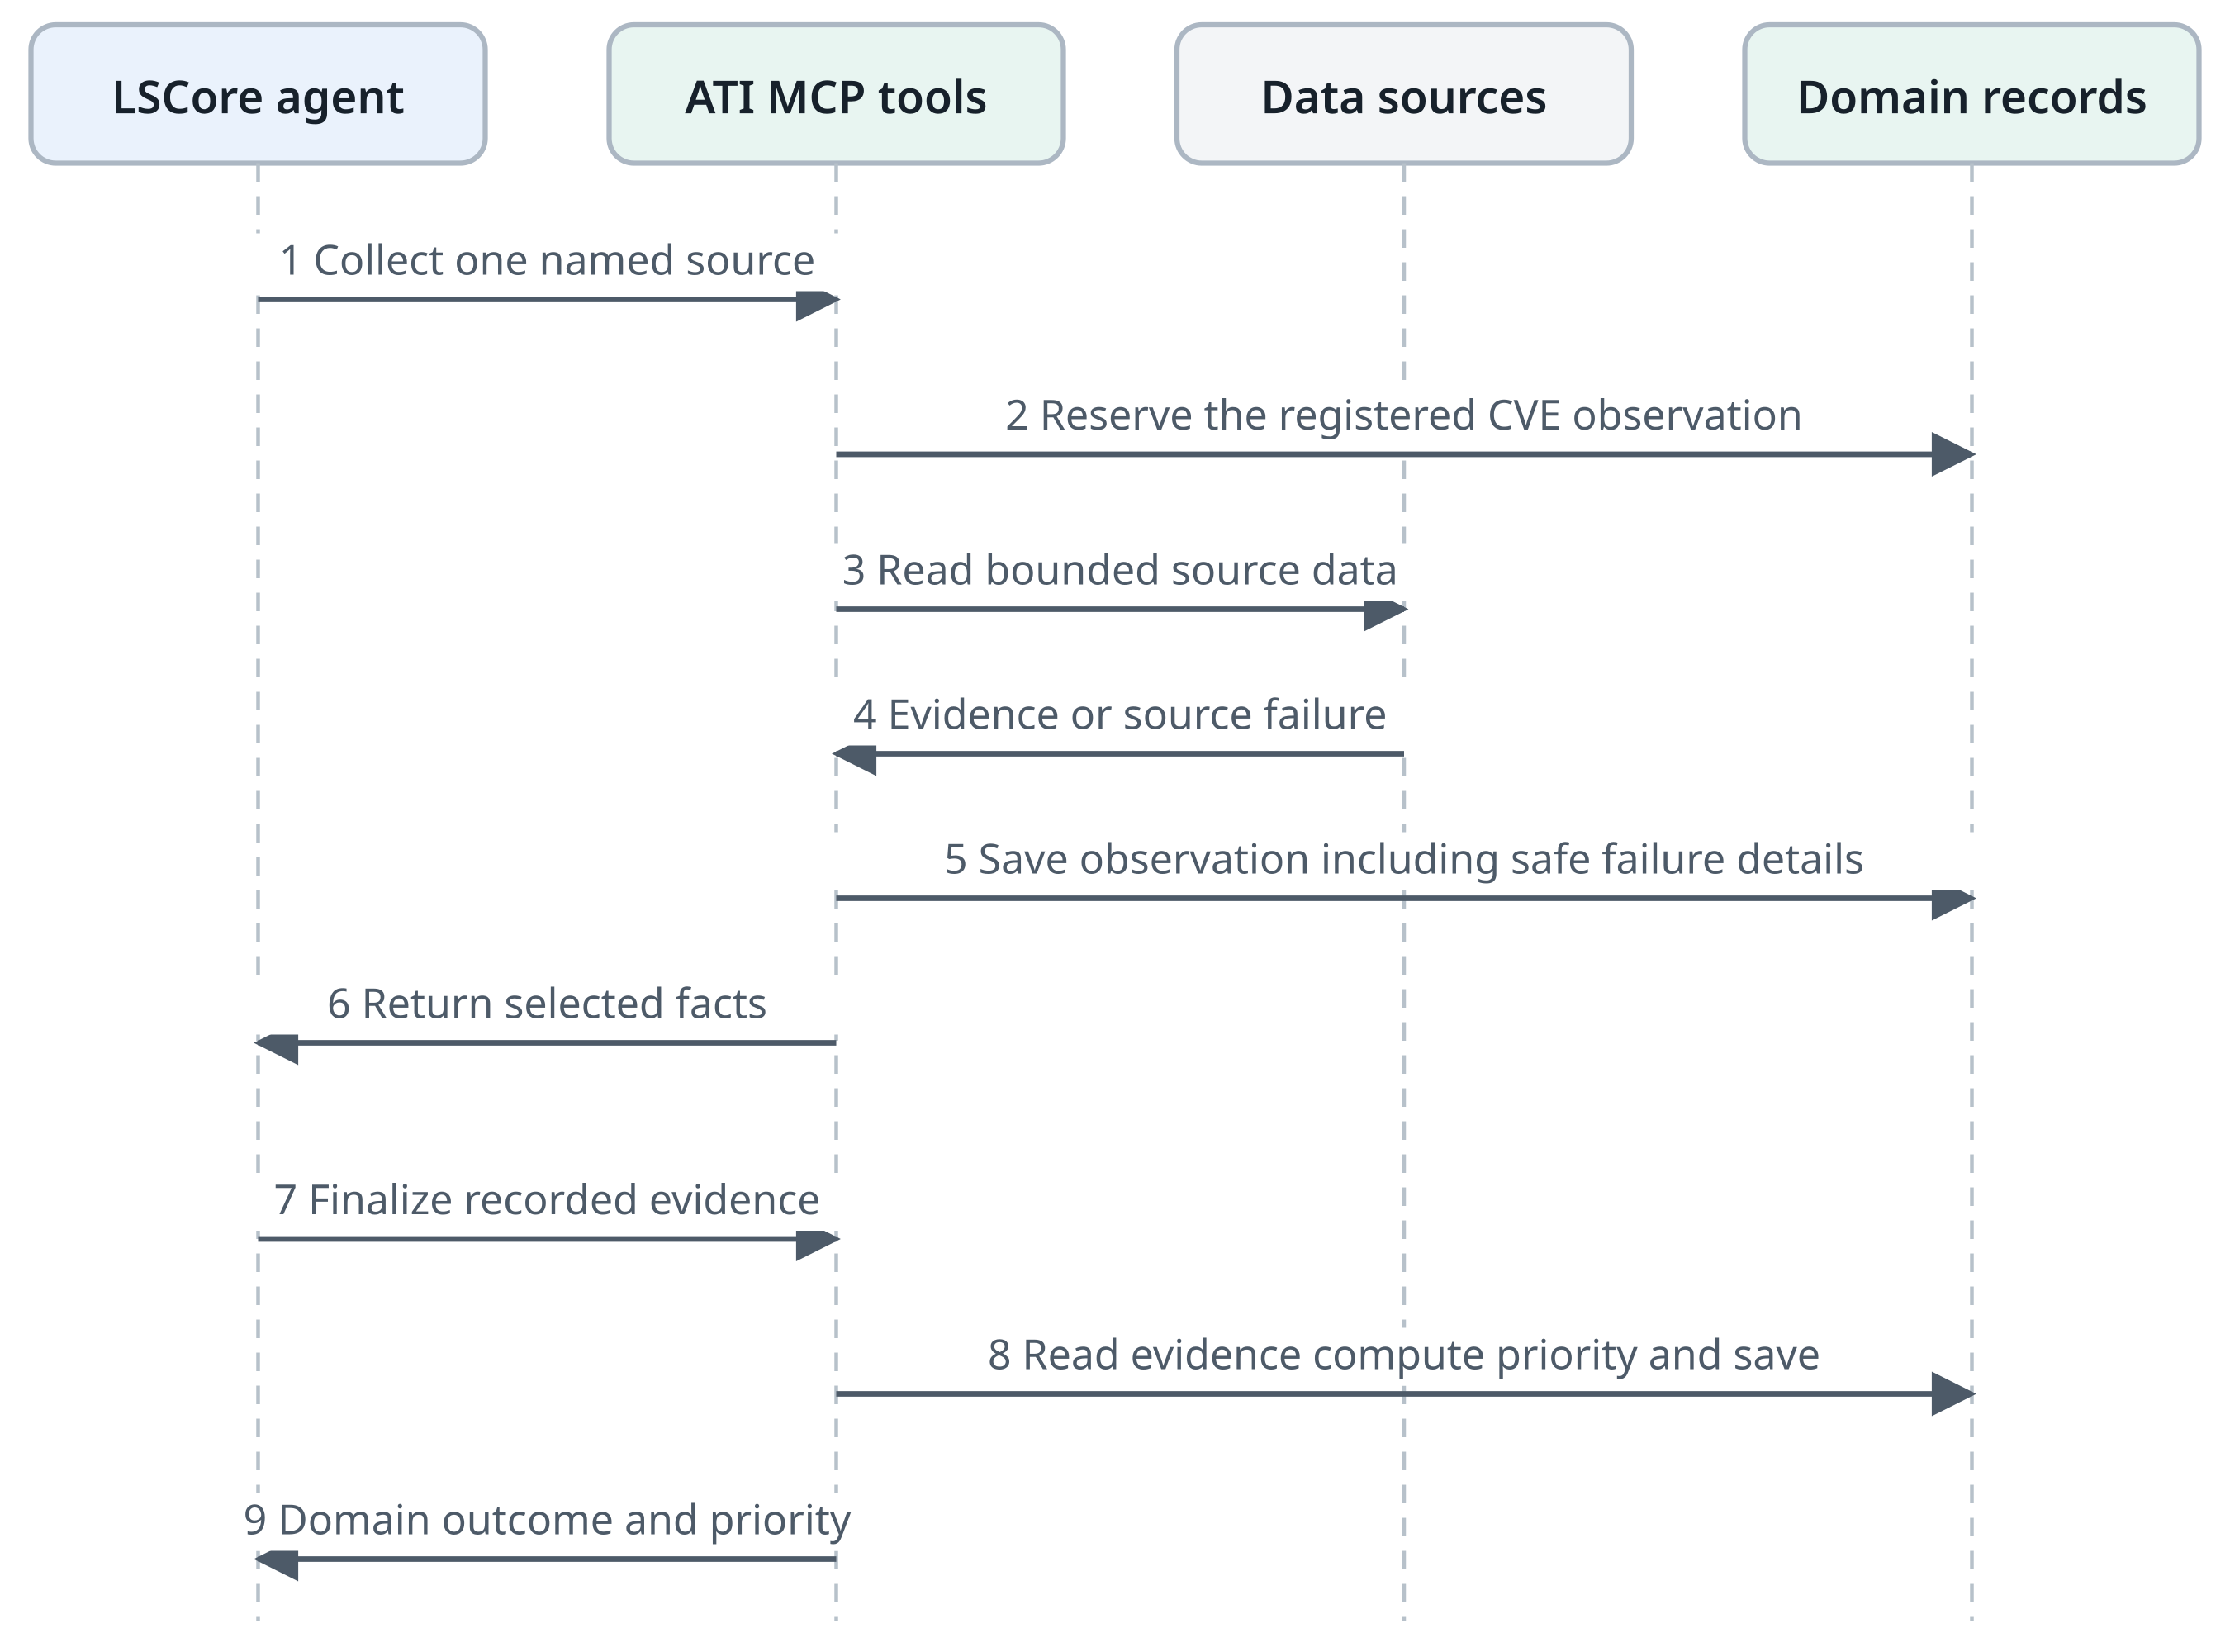 LSCore agent
ATI MCP tools
Data sources
Domain records
1 Collect one named source
2 Reserve the registered CVE observation
3 Read bounded source data
4 Evidence or source failure
5 Save observation including safe failure details
6 Return selected facts
7 Finalize recorded evidence
8 Read evidence compute priority and save
9 Domain outcome and priority